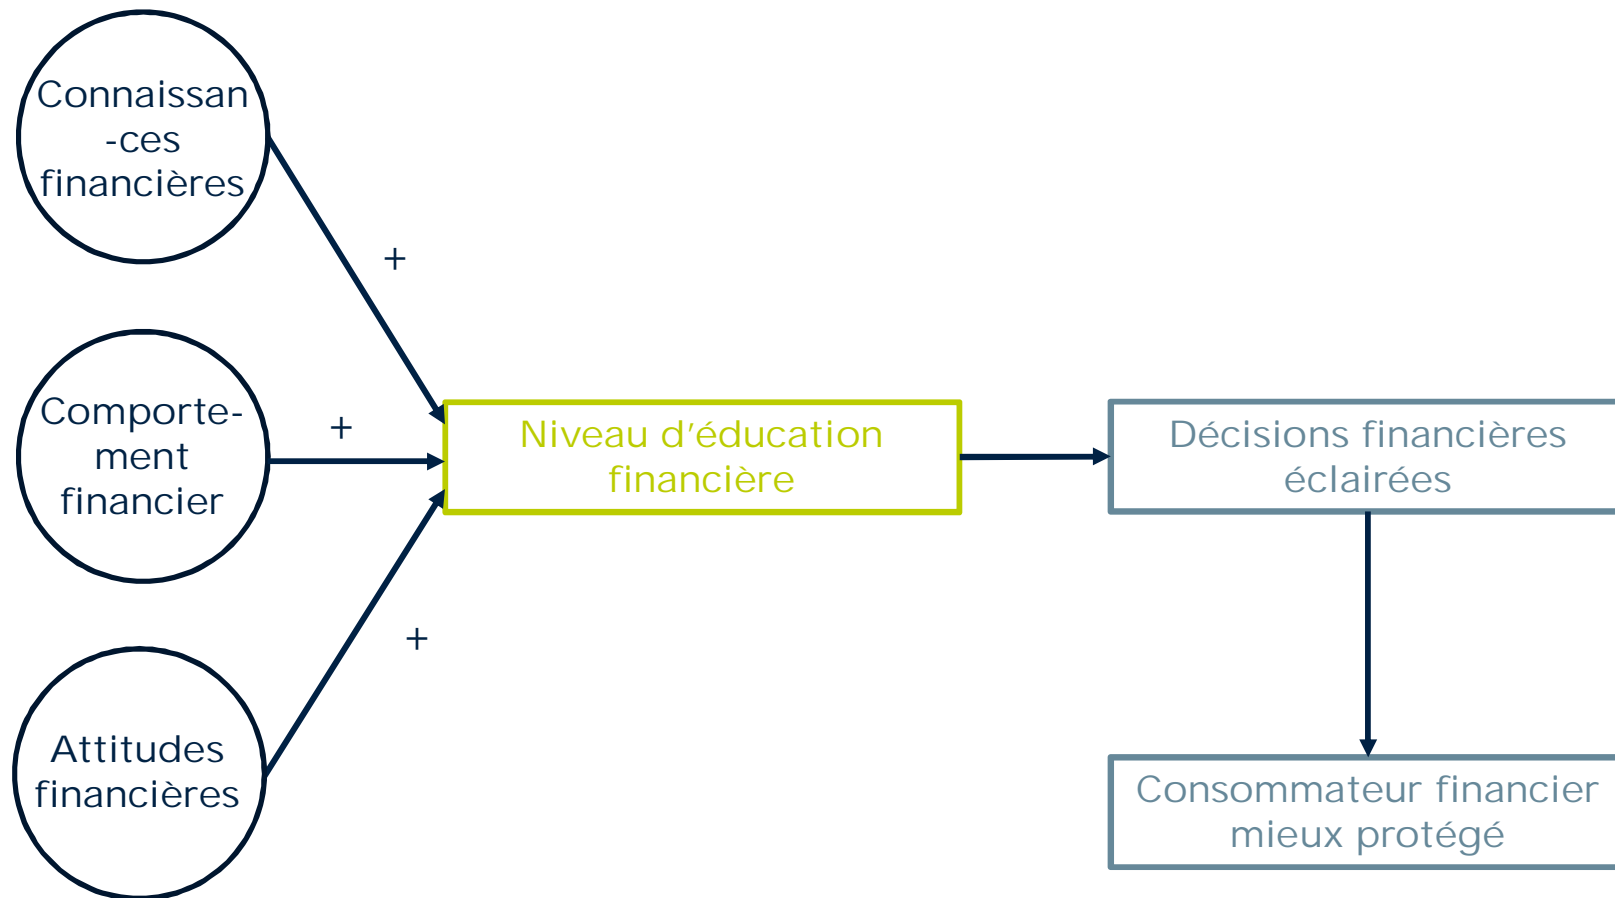 Connaissan
-ces
financières
+
Comporte-
ment
financier
+
Attitudes
financières
+
Niveau d’éducation
financière
Décisions financières
éclairées
Consommateur financier
mieux protégé